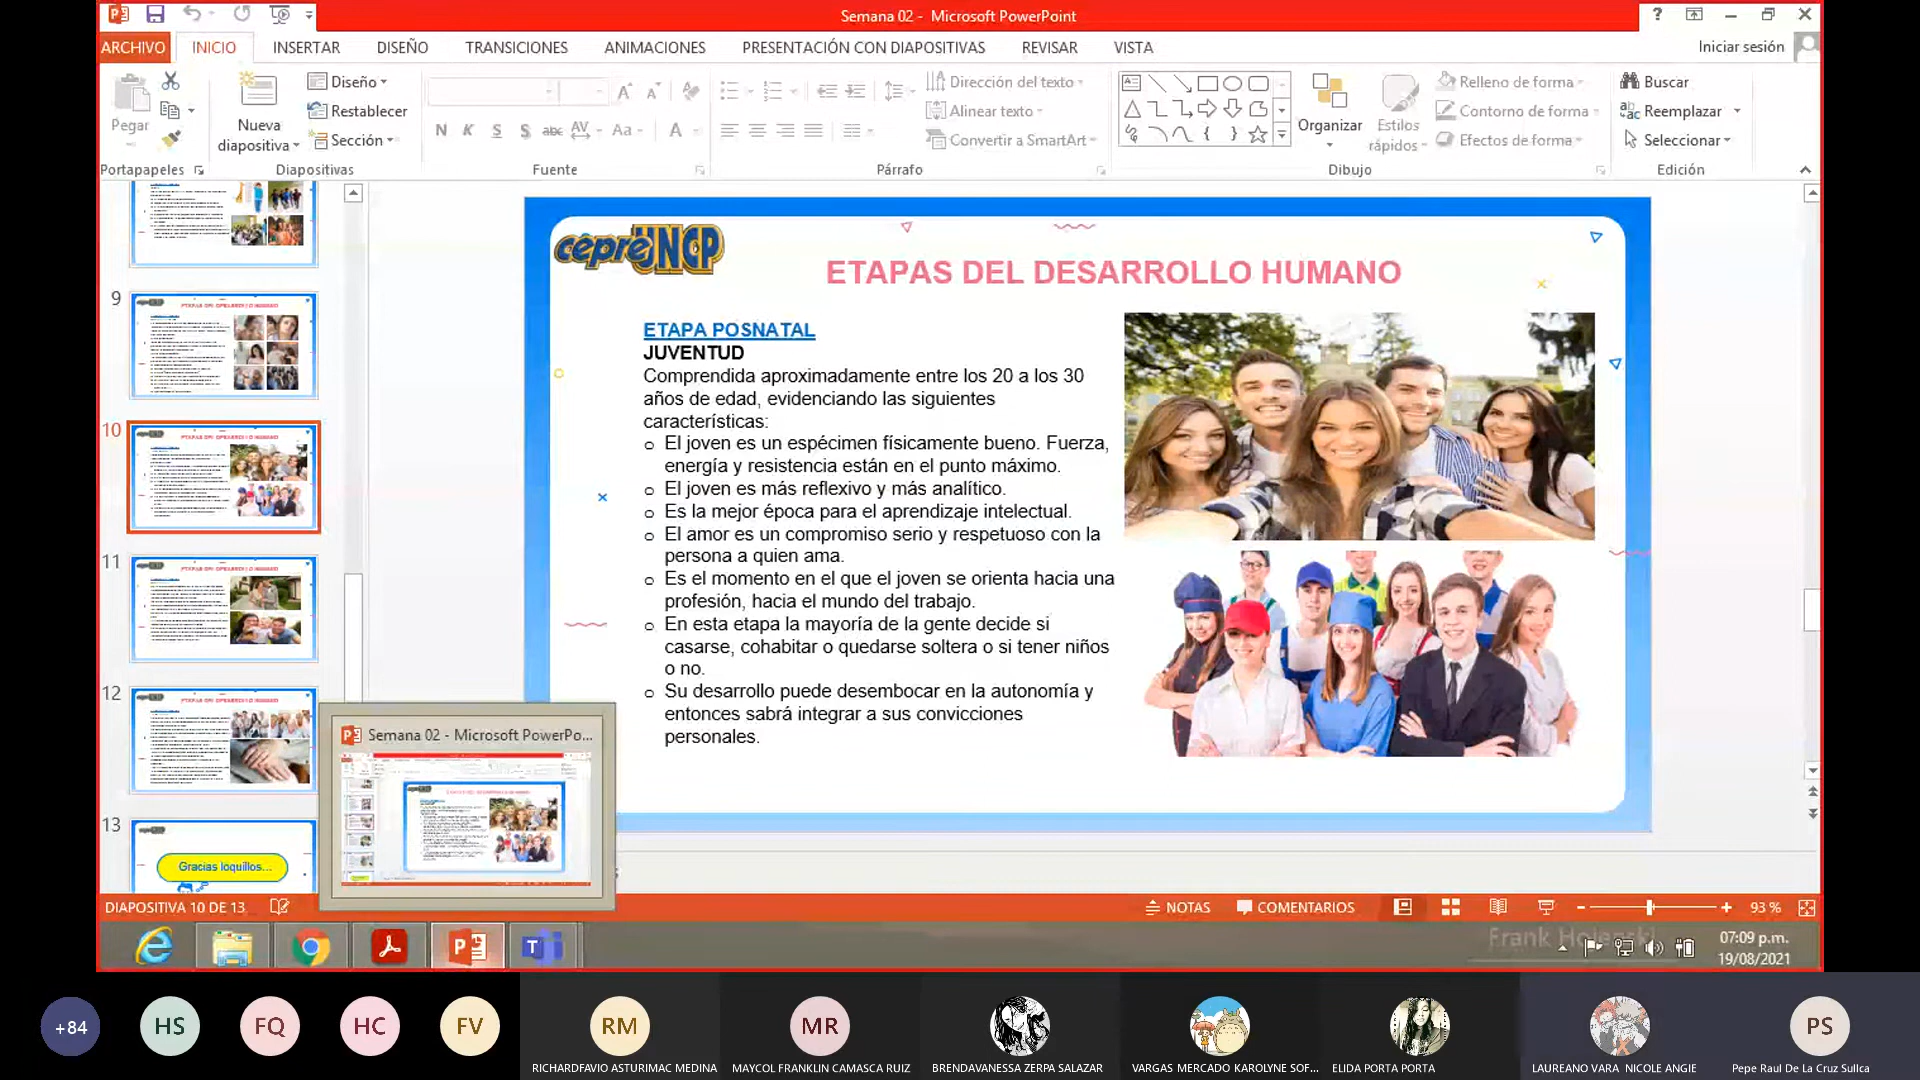 Semana 02 - Microsoft PowerPoint
ARCHIVO INICIO INSERTAR DISEÑO TRANSICIONES ANIMACIONES PRESENTACIÓN CON DIAPOSITIVAS REVISAR VISTA Iniciar sesión
Pegar
Nueva
diapositiva
Diseño
Restablecer
Sección
N K S S abc AV Aa A
Dirección del texto
Alinear texto
Convertir a SmartArt
Organizar
Estilos
rápidos
Relleno de forma
Contorno de forma
Efectos de forma
Buscar
Reemplazar
Seleccionar
Portapapeles Diapositivas Fuente Párrafo Dibujo Edición
9
10
11
12
13
Gracias loquillos...
cepreUNCP
ETAPAS DEL DESARROLLO HUMANO
ETAPA POSNATAL
JUVENTUD
Comprendida aproximadamente entre los 20 a los 30
años de edad, evidenciando las siguientes
características:
o El joven es un espécimen físicamente bueno. Fuerza,
energía y resistencia están en el punto máximo.
o El joven es más reflexivo y más analítico.
o Es la mejor época para el aprendizaje intelectual.
o El amor es un compromiso serio y respetuoso con la
persona a quien ama.
o Es el momento en el que el joven se orienta hacia una
profesión, hacia el mundo del trabajo.
o En esta etapa la mayoría de la gente decide si
casarse, cohabitar o quedarse soltera o si tener niños
o no.
o Su desarrollo puede desembocar en la autonomía y
entonces sabrá integrar a sus convicciones
personales.
Semana 02 - Microsoft PowerPo...
DIAPOSITIVA 10 DE 13 NOTAS COMENTARIOS 93 %
Frank
07:09 p.m.
19/08/2021
+84 HS FQ HC FV RM MR PS
RICHARDFAVIO ASTURIMAC MEDINA MAYCOL FRANKLIN CAMASCA RUIZ BRENDAVANESSA ZERPA SALAZAR VARGAS MERCADO KAROLYNE SOF... ELIDA PORTA PORTA LAUREANO VARA NICOLE ANGIE Pepe Raul De La Cruz Sullca